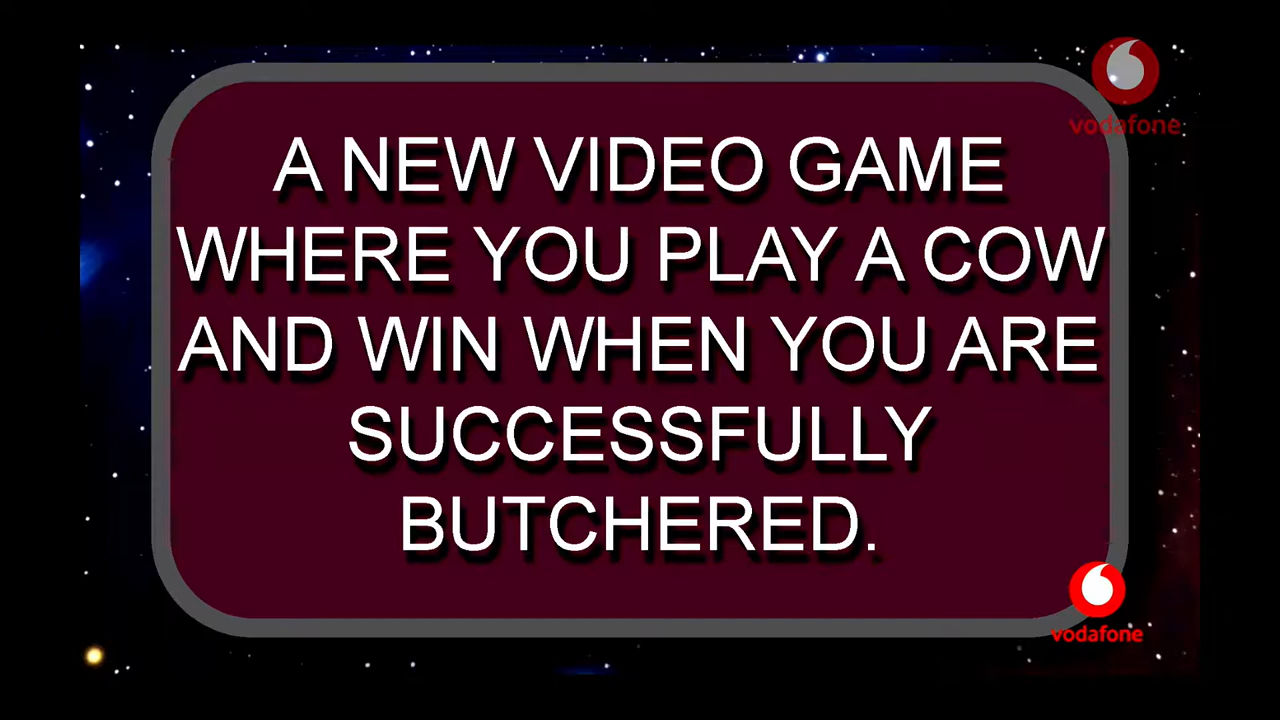 vodafone
A NEW VIDEO GAME
WHERE YOU PLAY A COW
AND WIN WHEN YOU ARE
SUCCESSFULLY
BUTCHERED.
vodafone